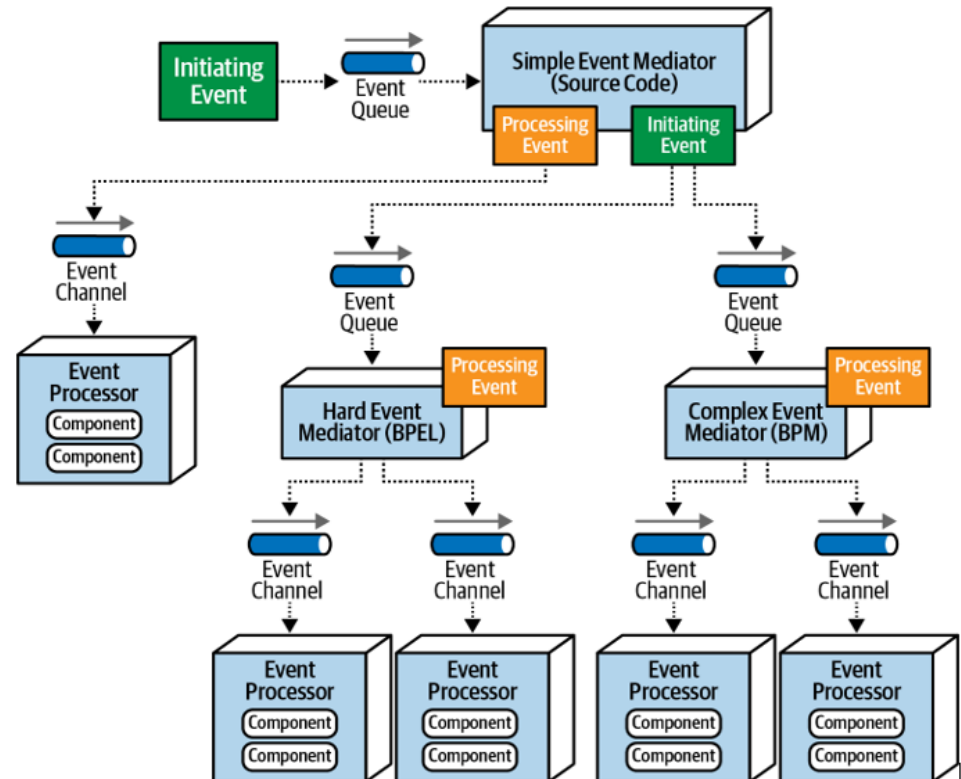 Initiating
Event
Event
Queue
Simple Event Mediator
(Source Code)
Processing
Event
Initiating
Event
Event
Channel
Event
Queue
Event
Queue
Event
Processor
Component
Component
Processing
Event
Hard Event
Mediator (BPEL)
Processing
Event
Complex Event
Mediator (BPM)
Event
Channel
Event
Channel
Event
Channel
Event
Channel
Event
Processor
Component
Component
Event
Processor
Component
Component
Event
Processor
Component
Component
Event
Processor
Component
Component